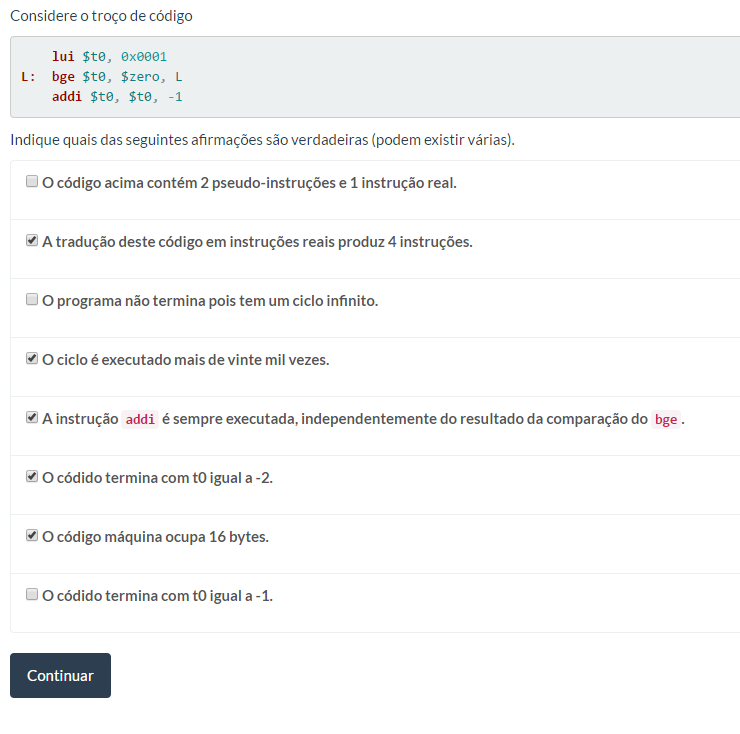 Considere o troço de código
lui $t0, 0x0001
L: bge $t0, $zero, L
addi $t0, $t0, -1
Indique quais das seguintes afirmações são verdadeiras (podem existir várias).
O código acima contém 2 pseudo-instruções e 1 instrução real.
A tradução deste código em instruções reais produz 4 instruções.
O programa não termina pois tem um ciclo infinito.
O ciclo é executado mais de vinte mil vezes.
A instrução addi é sempre executada, independentemente do resultado da comparação do bge .
O códido termina com t0 igual a -2.
O código máquina ocupa 16 bytes.
O códido termina com t0 igual a -1.
Continuar